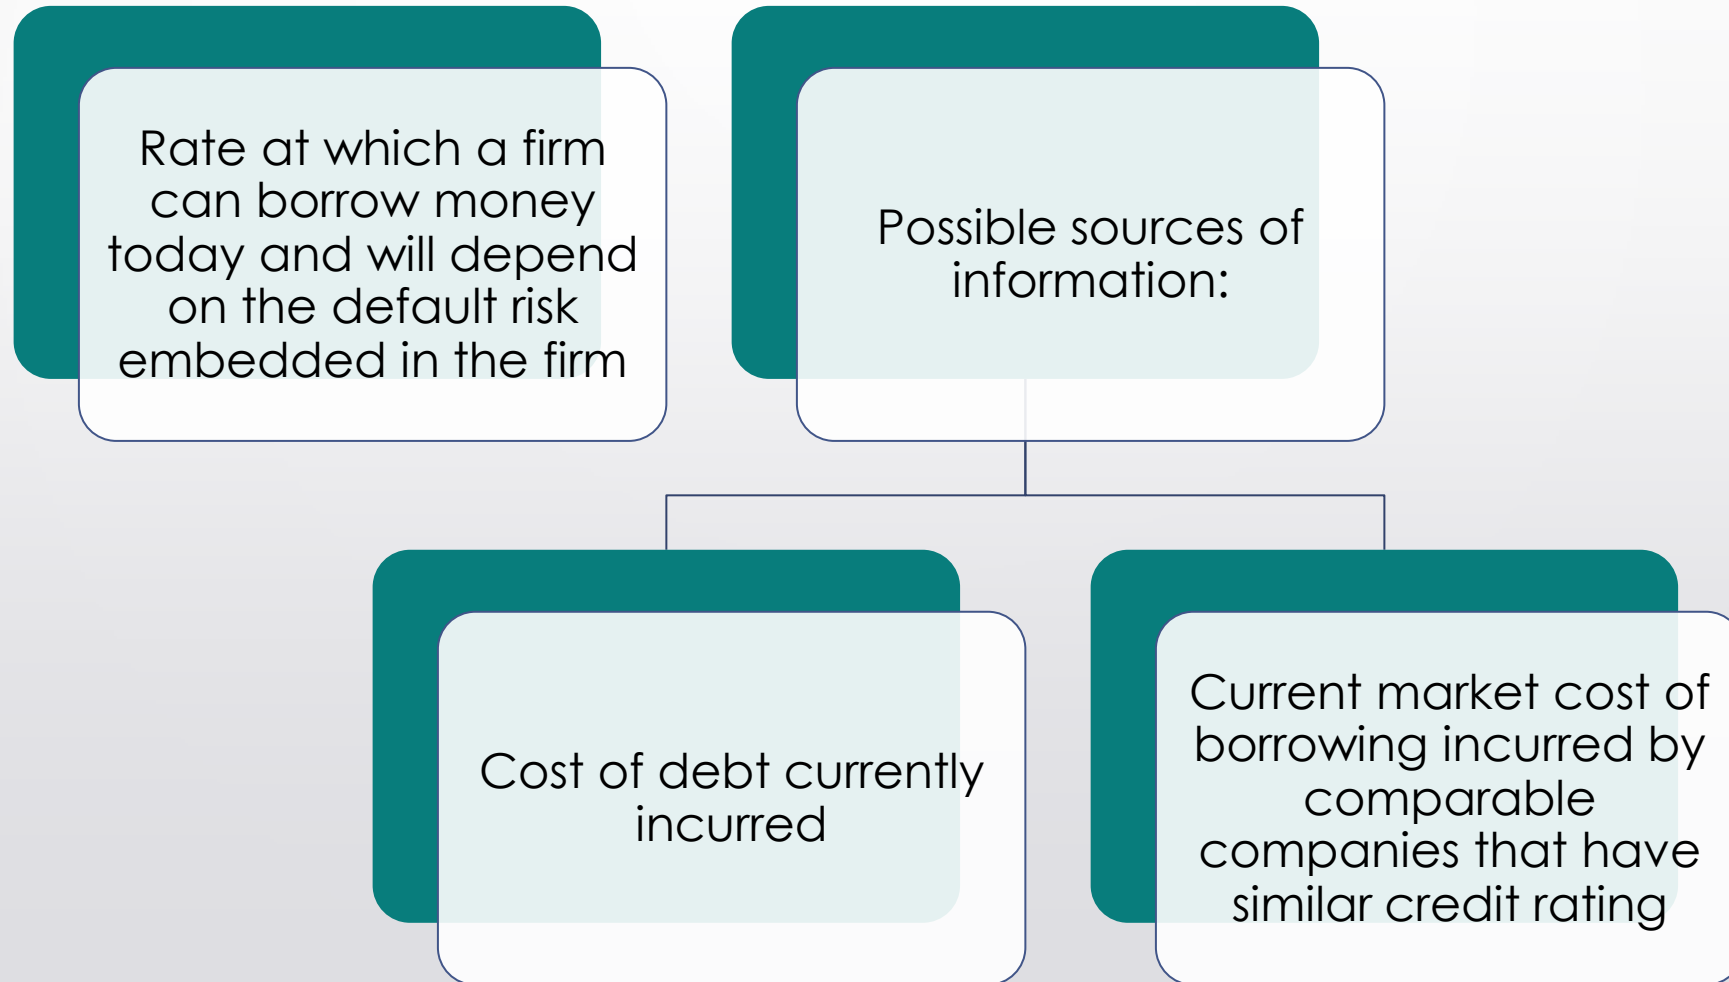 Rate at which a firm
can borrow money
today and will depend
on the default risk
embedded in the firm
Possible sources of
information:
Cost of debt currently
incurred
Current market cost of
borrowing incurred by
comparable
companies that have
similar credit rating